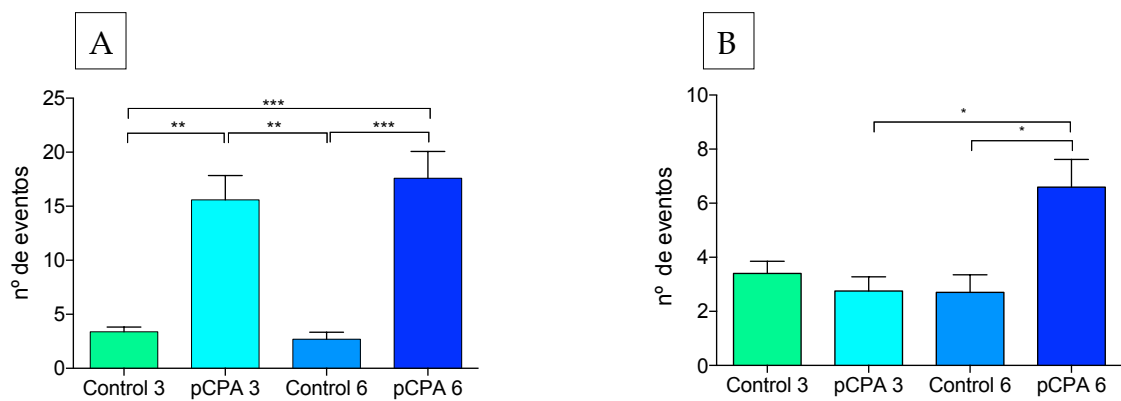 A
nº de eventos
25
20
15
10
5
0
***
** ** ***
Control 3 pCPA 3 Control 6 pCPA 6
B
nº de eventos
10
8
6
4
2
0
*
*
Control 3 pCPA 3 Control 6 pCPA 6